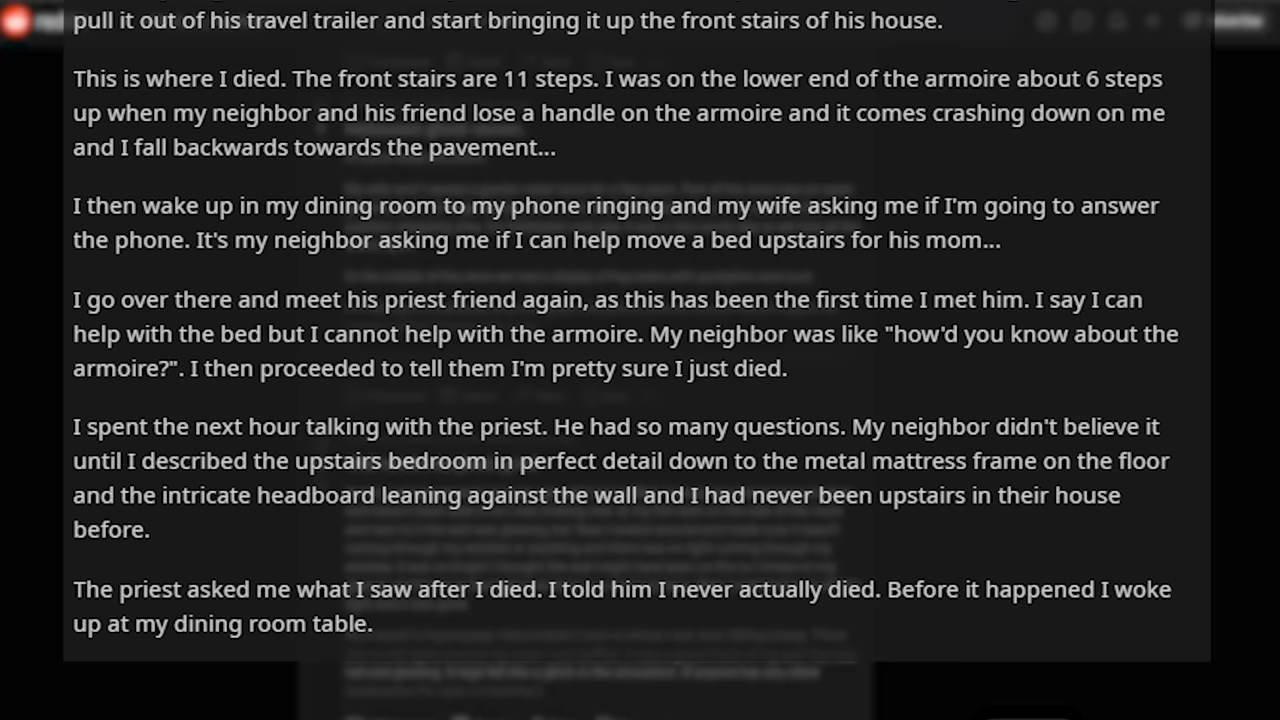 pull it out of his travel trailer and start bringing it up the front stairs of his house.
This is where I died. The front stairs are 11 steps. I was on the lower end of the armoire about 6 steps
up when my neighbor and his friend lose a handle on the armoire and it comes crashing down on me
and I fall backwards towards the pavement...
I then wake up in my dining room to my phone ringing and my wife asking me if I'm going to answer
the phone. It's my neighbor asking me if I can help move a bed upstairs for his mom...
I go over there and meet his priest friend again, as this has been the first time I met him. I say I can
help with the bed but I cannot help with the armoire. My neighbor was like "how'd you know about the
armoire?". I then proceeded to tell them I'm pretty sure I just died.
I spent the next hour talking with the priest. He had so many questions. My neighbor didn't believe it
until I described the upstairs bedroom in perfect detail down to the metal mattress frame on the floor
and the intricate headboard leaning against the wall and I had never been upstairs in their house
before.
The priest asked me what I saw after I died. I told him I never actually died. Before it happened I woke
up at my dining room table.